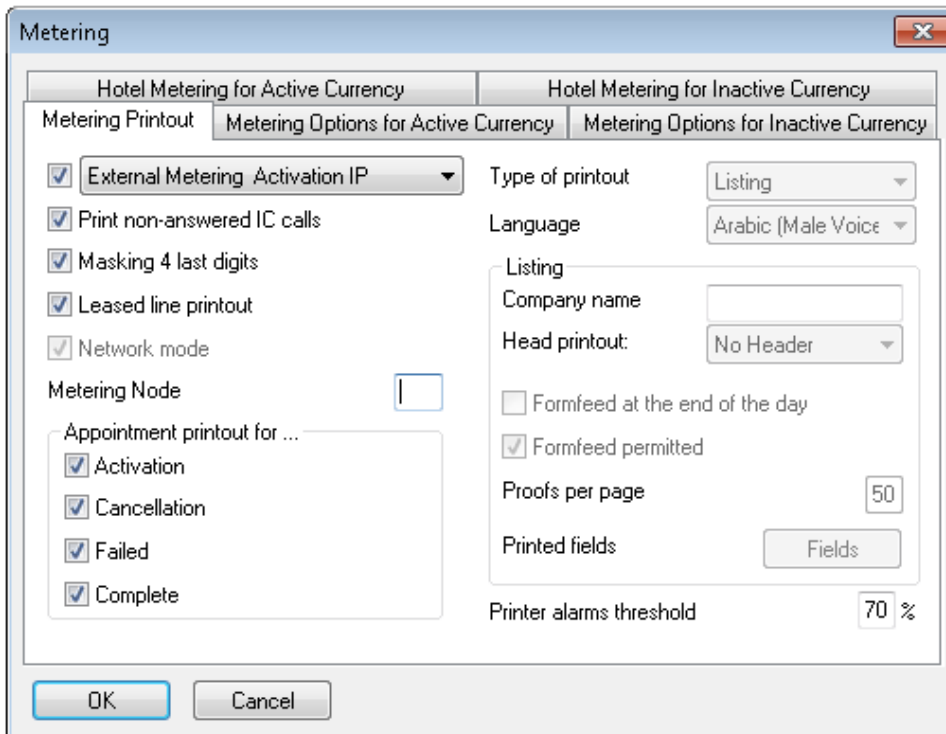 Metering
Hotel Metering for Active Currency
Hotel Metering for Inactive Currency
Metering Printout
Metering Options for Active Currency
Metering Options for Inactive Currency
External Metering Activation IP
Print non-answered IC calls
Masking 4 last digits
Leased line printout
Network mode
Metering Node
Appointment printout for ...
Activation
Cancellation
Failed
Complete
Type of printout
Listing
Language
Arabic (Male Voice
Listing
Company name
Head printout:
No Header
Formfeed at the end of the day
Formfeed permitted
Proofs per page
50
Printed fields
Fields
Printer alarms threshold
70 %
OK
Cancel